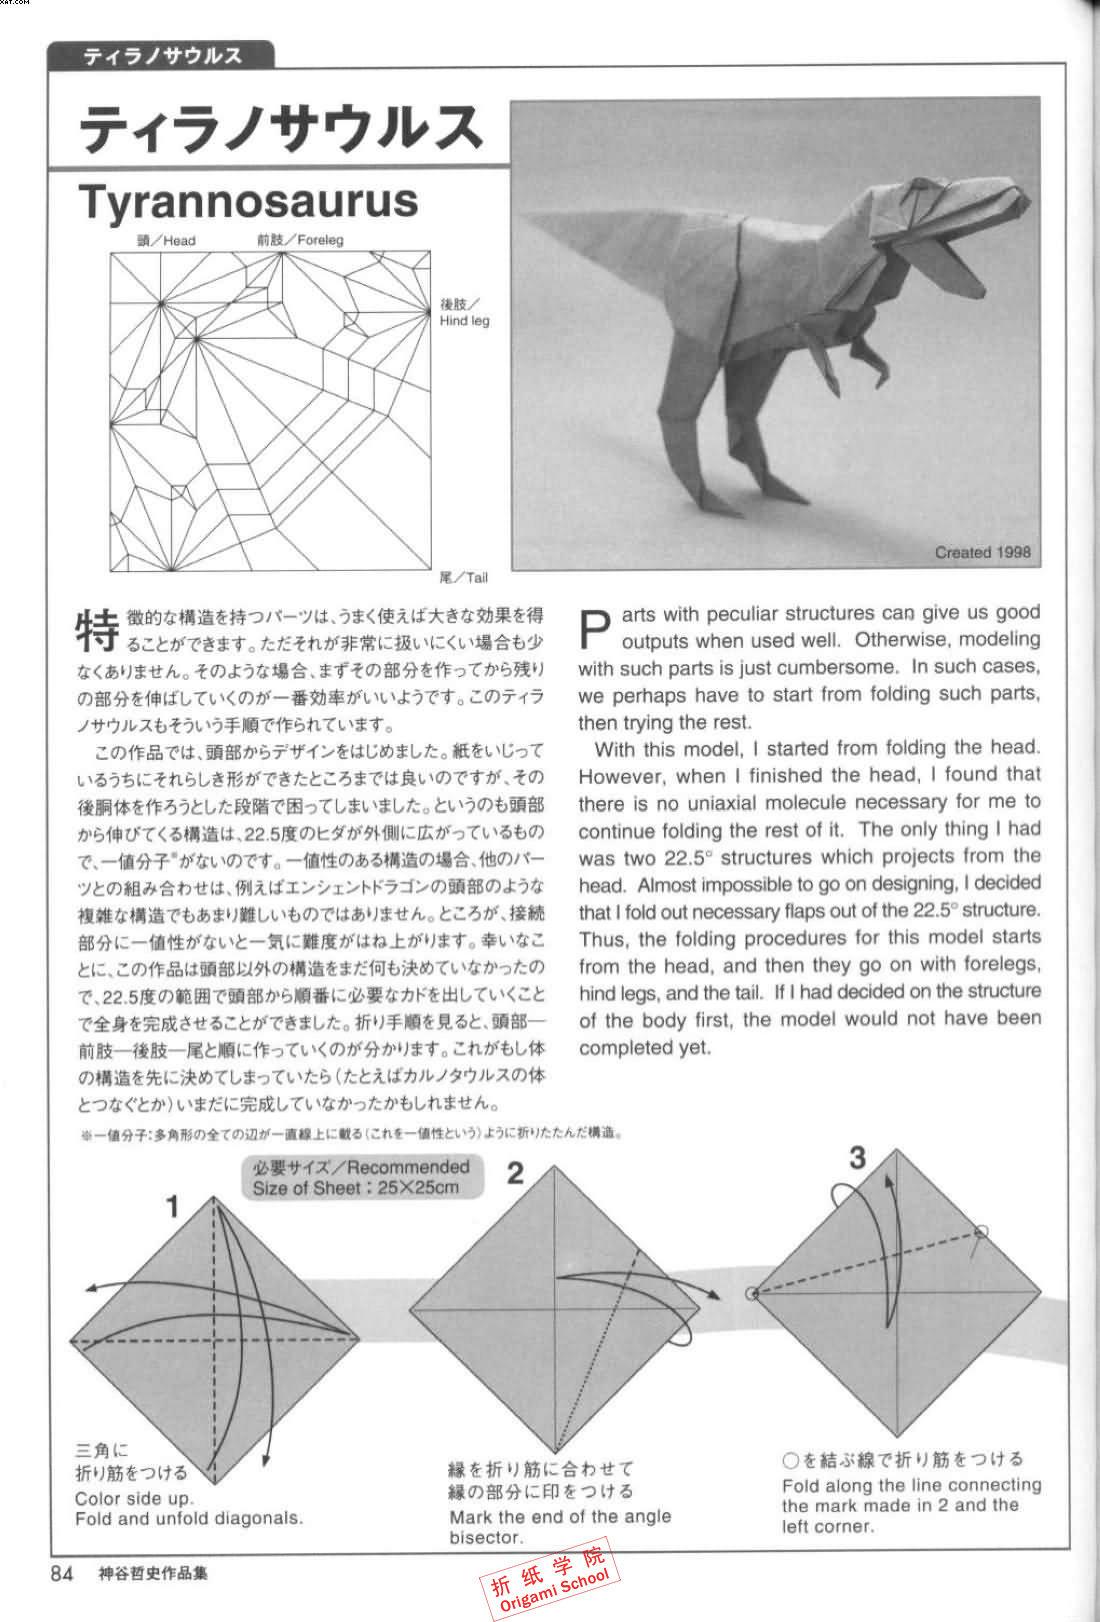 XAT.COM
ティラノサウルス
ティラノサウルス
Tyrannosaurus
頭／Head
前肢／Foreleg
後肢／
Hind leg
尾／Tail
Created 1998
特徴的な構造を持つパーツは、うまく使えば大きな効果を得
ることができます。ただそれが非常に扱いにくい場合も少
なくありません。そのような場合、まずその部分を作ってから残り
の部分を伸ばしていくのが一番効率がいいようです。このティラ
ノサウルスもそういう手順で作られています。
この作品では、頭部からデザインをはじめました。紙をいじって
いるうちにそれらしき形ができたところまでは良いのですが、その
後胴体を作ろうとした段階で困ってしまいました。というのも頭部
から伸びてくる構造は、22.5度のヒダが外側に広がっているもの
で、一値分子※がないのです。一値性のある構造の場合、他のパー
ツとの組み合わせは、例えばエンシェントドラゴンの頭部のような
複雑な構造でもあまり難しいものではありません。ところが、接続
部分に一値性がないと一気に難度がはね上がります。幸いなこ
とに、この作品は頭部以外の構造をまだ何も決めていなかったの
で、22.5度の範囲で頭部から順番に必要なカドを出していくこと
で全身を完成させることができました。折り手順を見ると、頭部—
前肢—後肢—尾と順に作っていくのが分かります。これがもし体
の構造を先に決めてしまっていたら（たとえばカルノタウルスの体
とつなぐとか）いまだに完成していなかったかもしれません。
※一値分子：多角形の全ての辺が一直線上に載る（これを一値性という）ように折りたたんだ構造。
Parts with peculiar structures can give us good
outputs when used well. Otherwise, modeling
with such parts is just cumbersome. In such cases,
we perhaps have to start from folding such parts,
then trying the rest.
With this model, I started from folding the head.
However, when I finished the head, I found that
there is no uniaxial molecule necessary for me to
continue folding the rest of it. The only thing I had
was two 22.5° structures which projects from the
head. Almost impossible to go on designing, I decided
that I fold out necessary flaps out of the 22.5° structure.
Thus, the folding procedures for this model starts
from the head, and then they go on with forelegs,
hind legs, and the tail. If I had decided on the structure
of the body first, the model would not have been
completed yet.
必要サイズ／Recommended
Size of Sheet：25×25cm
1
三角に
折り筋をつける
Color side up.
Fold and unfold diagonals.
2
縁を折り筋に合わせて
縁の部分に印をつける
Mark the end of the angle
bisector.
3
○を結ぶ線で折り筋をつける
Fold along the line connecting
the mark made in 2 and the
left corner.
84 神谷哲史作品集
折纸学院
Origami School